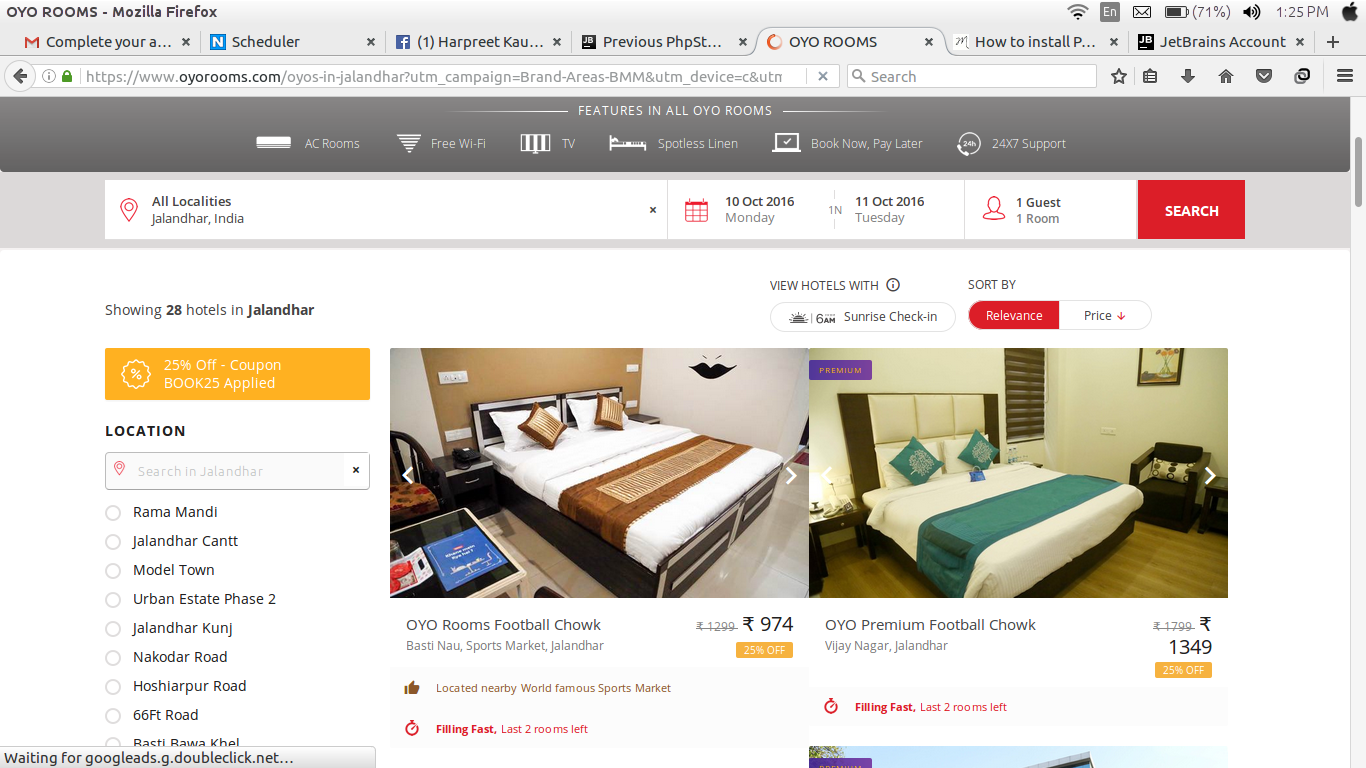 OYO ROOMS - Mozilla Firefox
En
(71%)
1:25 PM
Complete your a... ×
N Scheduler ×
(1) Harpreet Kau... ×
Previous PhpSt... ×
OYO ROOMS ×
How to install P... ×
JetBrains Account ×
https://www.oyorooms.com/oyos-in-jalandhar?utm_campaign=Brand-Areas-BMM&utm_device=c&utm
Search
FEATURES IN ALL OYO ROOMS
AC Rooms
Free Wi-Fi
TV
Spotless Linen
Book Now, Pay Later
24h
24X7 Support
All Localities
Jalandhar, India
×
10 Oct 2016
Monday
1N
11 Oct 2016
Tuesday
1 Guest
1 Room
SEARCH
Showing 28 hotels in Jalandhar
VIEW HOTELS WITH
6AM Sunrise Check-in
SORT BY
Relevance
Price
25% Off - Coupon
BOOK25 Applied
LOCATION
Search in Jalandhar
×
Rama Mandi
Jalandhar Cantt
Model Town
Urban Estate Phase 2
Jalandhar Kunj
Nakodar Road
Hoshiarpur Road
66Ft Road
Basti Bawa Khel
OYO Rooms Football Chowk
Basti Nau, Sports Market, Jalandhar
₹ 1299 ₹ 974
25% OFF
Located nearby World famous Sports Market
Filling Fast, Last 2 rooms left
PREMIUM
OYO Premium Football Chowk
Vijay Nagar, Jalandhar
₹ 1799 ₹
1349
25% OFF
Filling Fast, Last 2 rooms left
PREMIUM
Waiting for googleads.g.doubleclick.net...